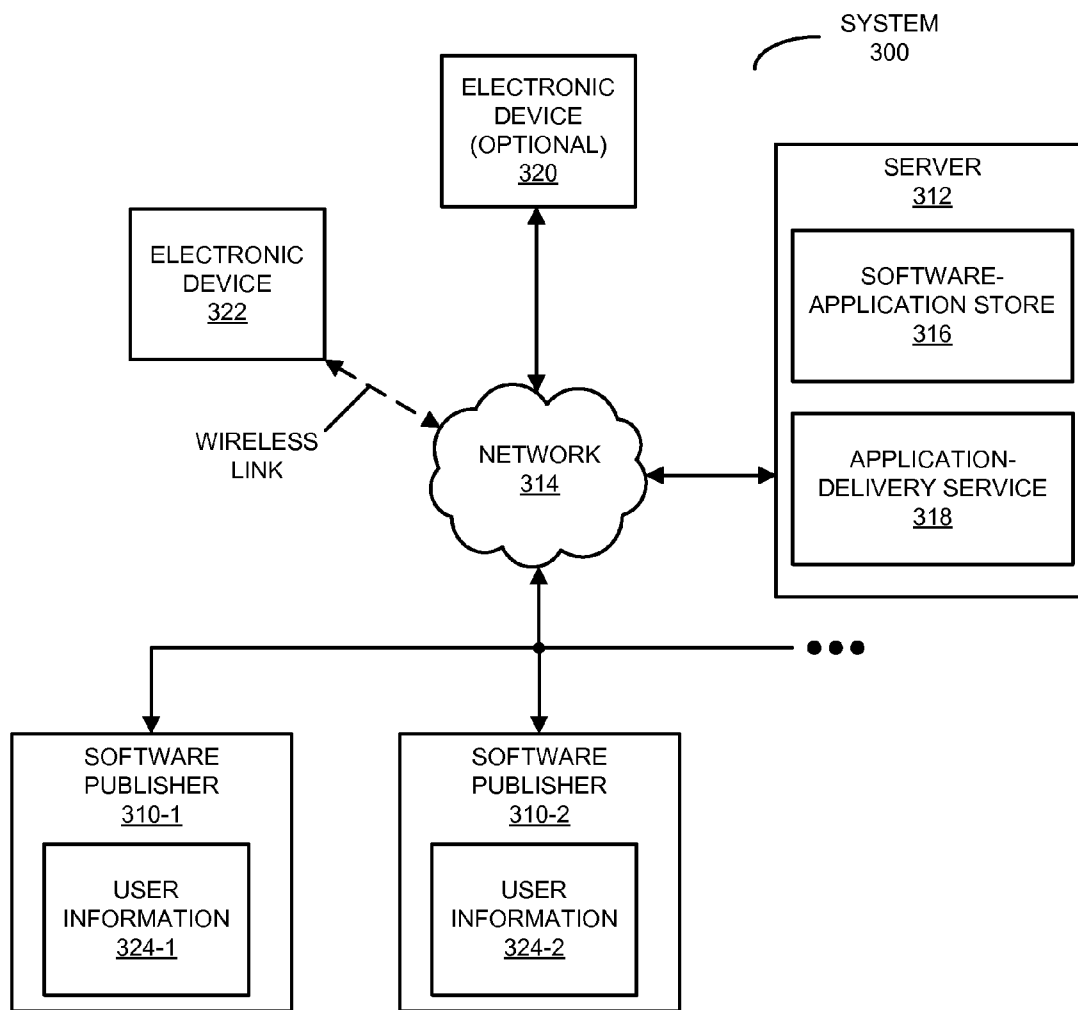 SYSTEM
300
ELECTRONIC
DEVICE
(OPTIONAL)
320
SERVER
312
SOFTWARE-
APPLICATION STORE
316
APPLICATION-
DELIVERY SERVICE
318
ELECTRONIC
DEVICE
322
WIRELESS
LINK
NETWORK
314
SOFTWARE
PUBLISHER
310-1
USER
INFORMATION
324-1
SOFTWARE
PUBLISHER
310-2
USER
INFORMATION
324-2